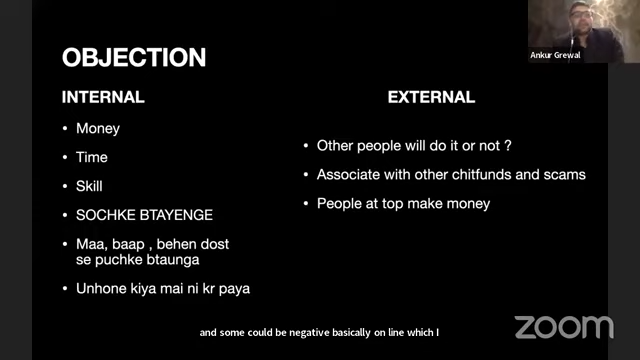 Ankur Grewal
OBJECTION
INTERNAL
• Money
• Time
• Skill
• SOCHKE BTAYENGE
• Maa, baap , behen dost
se puchke btaunga
• Unhone kiya mai ni kr paya
EXTERNAL
• Other people will do it or not ?
• Associate with other chitfunds and scams
• People at top make money
and some could be negative basically on line which I
zoom